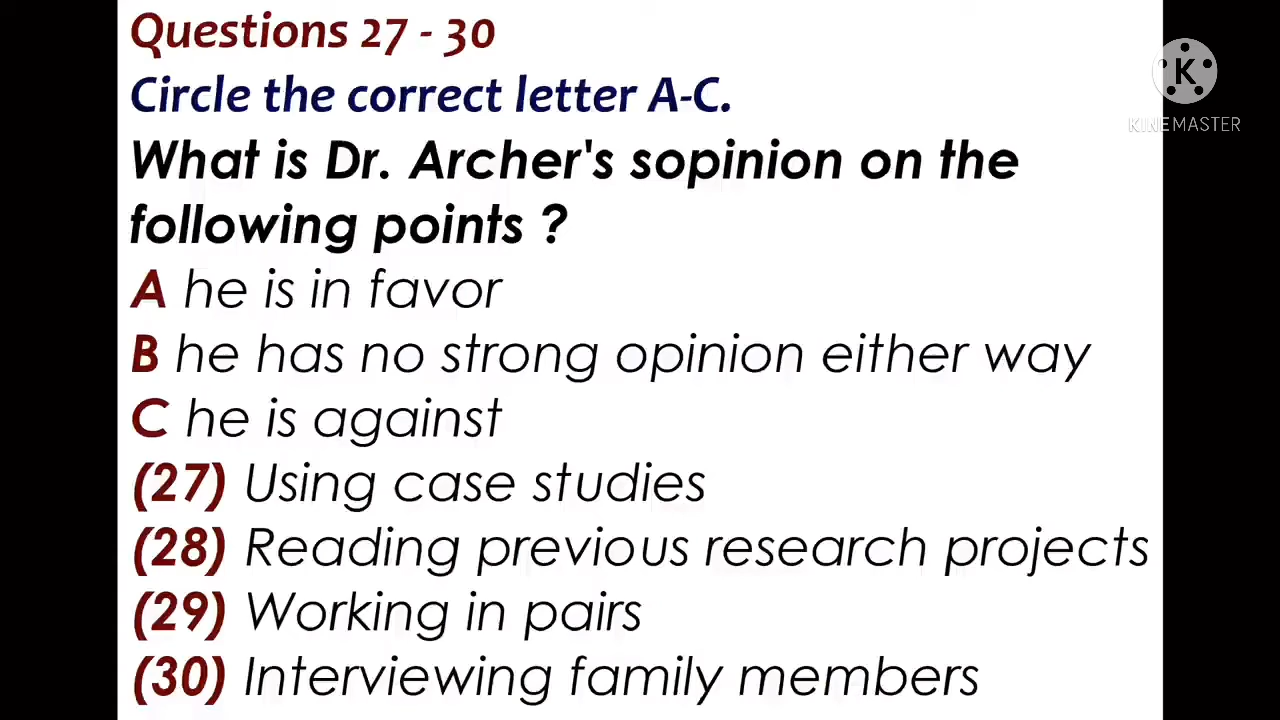 Questions 27 - 30
Circle the correct letter A-C.
What is Dr. Archer's sopinion on the
following points ?
A he is in favor
B he has no strong opinion either way
C he is against
(27) Using case studies
(28) Reading previous research projects
(29) Working in pairs
(30) Interviewing family members
K
KINEMASTER